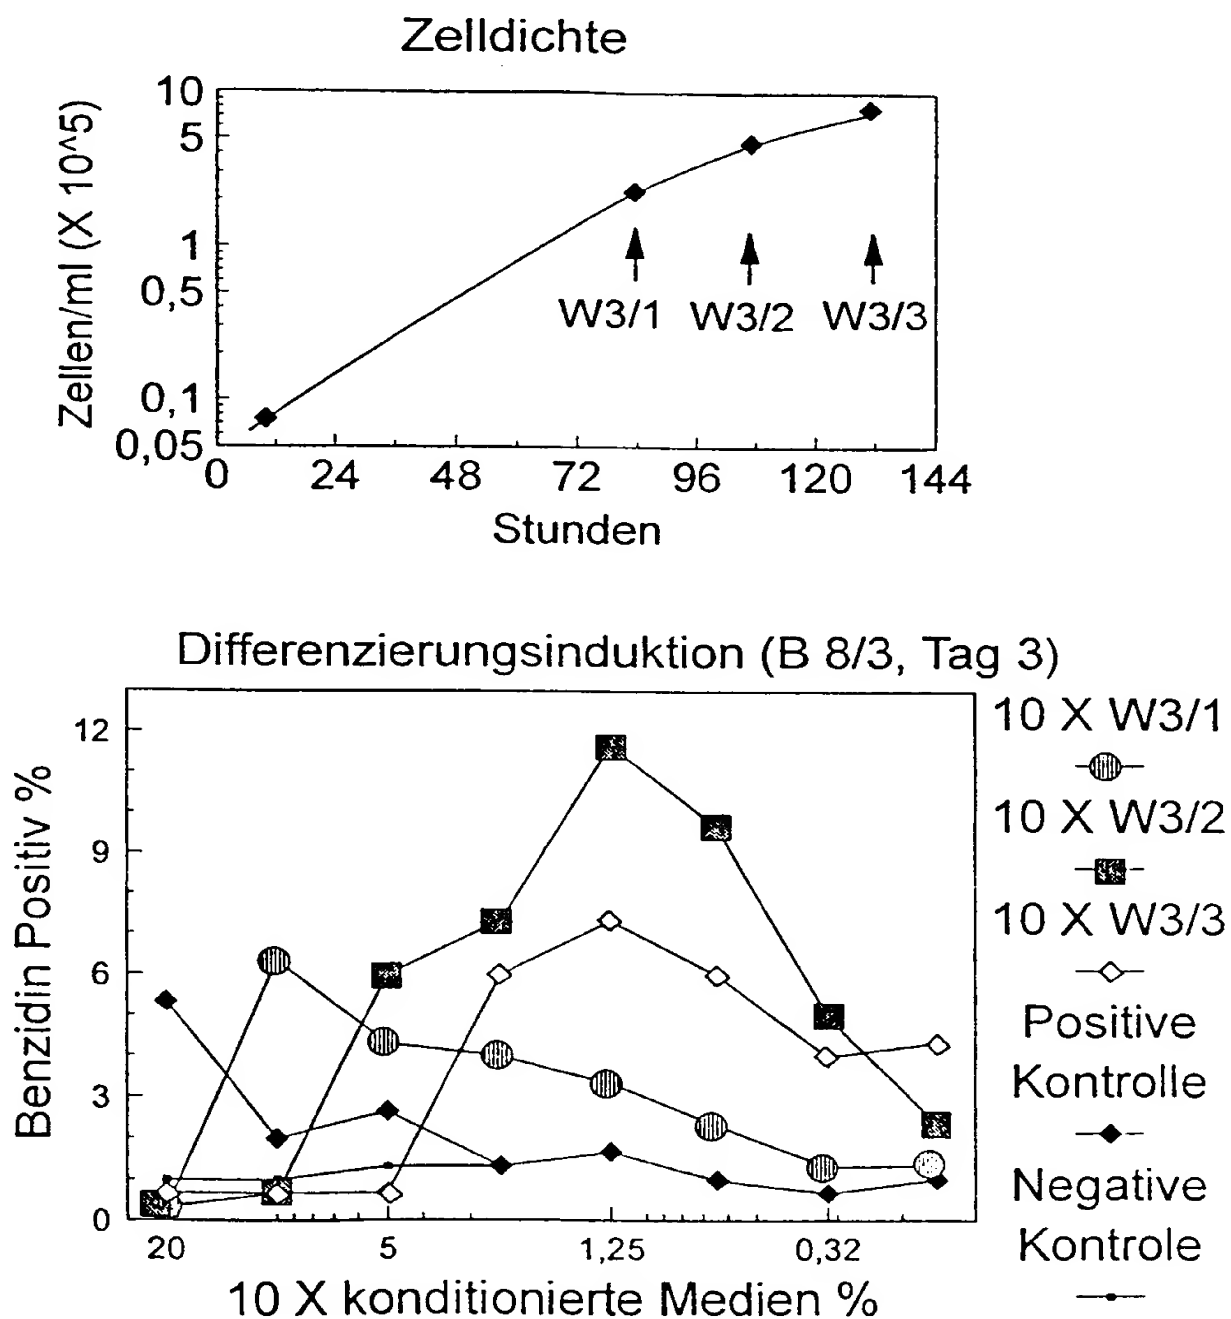 Zelldichte
Zellen/ml (X 10^5)
10
5
1
0,5
0,1
0,05
W3/1 W3/2 W3/3
0 24 48 72 96 120 144
Stunden
Differenzierungsinduktion (B 8/3, Tag 3)
Benzidin Positiv %
12
9
6
3
0
20 5 1,25 0,32
10 X konditionierte Medien %
10 X W3/1
10 X W3/2
10 X W3/3
Positive
Kontrolle
Negative
Kontrole